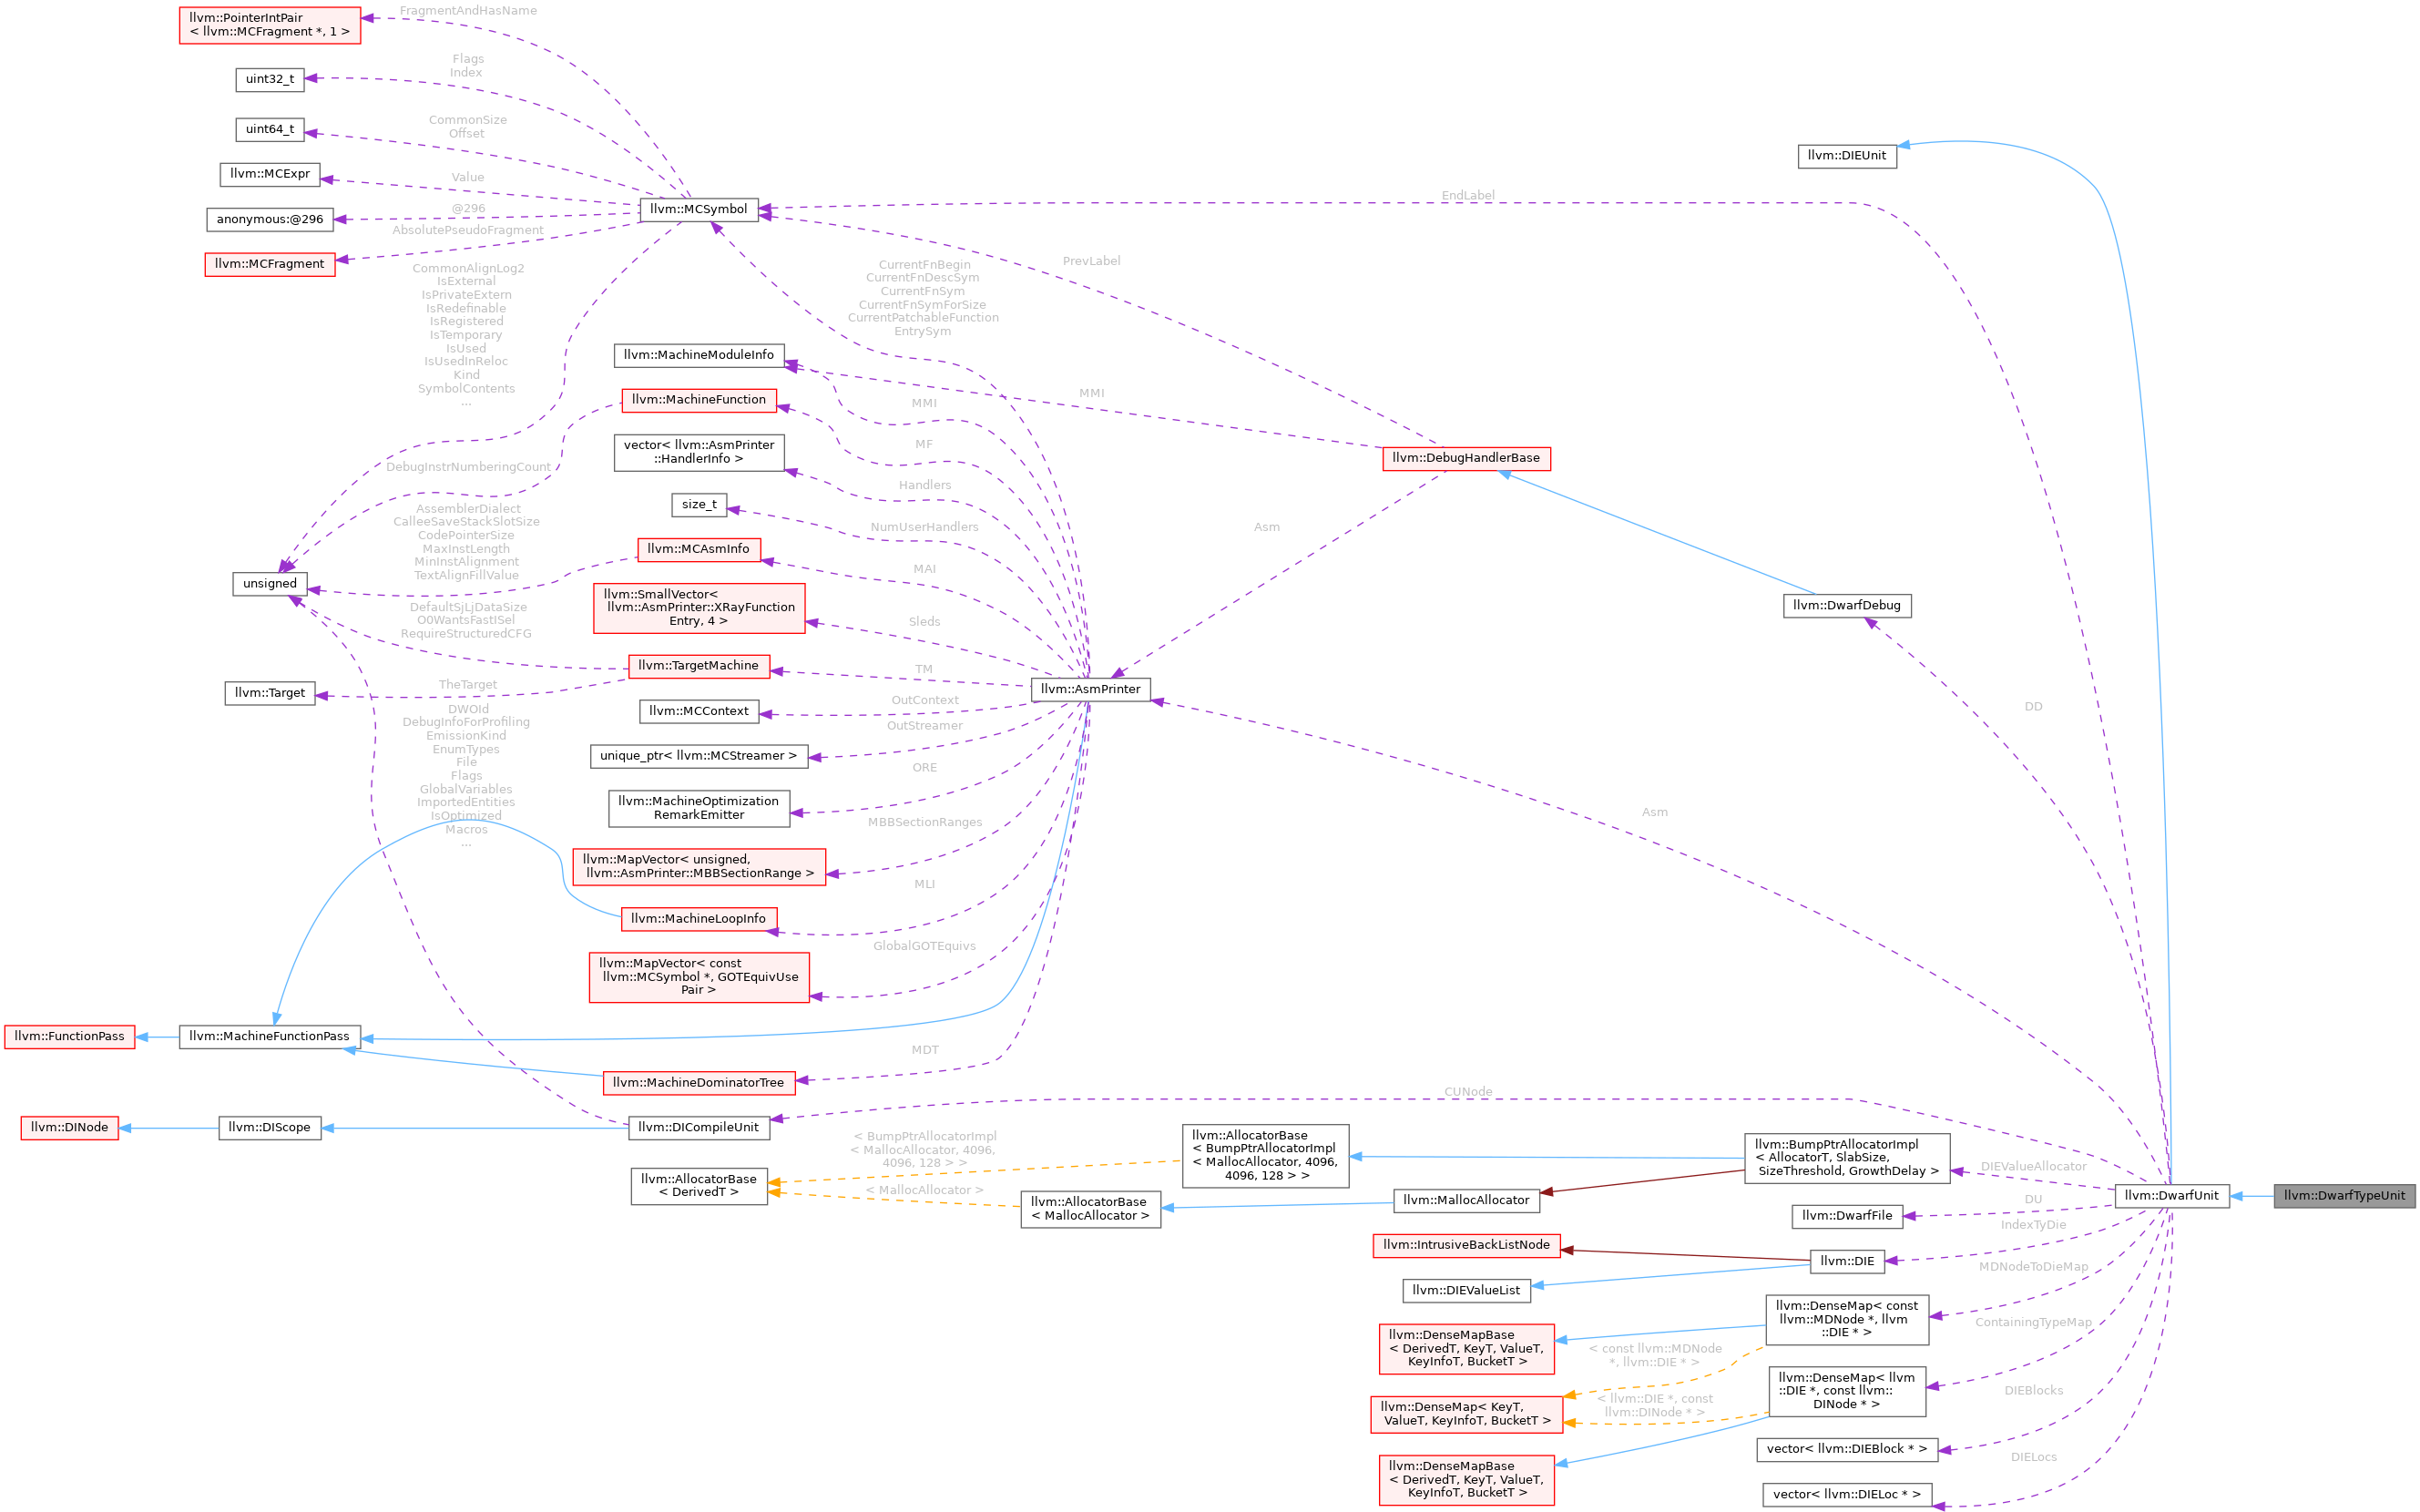 llvm::PointerIntPair
< llvm::MCFragment *, 1 >
FragmentAndHasName
uint32_t
Flags
Index
uint64_t
CommonSize
Offset
llvm::MCExpr
Value
anonymous:@296
@296
llvm::MCFragment
AbsolutePseudoFragment
llvm::MCSymbol
CommonAlignLog2
IsExternal
IsPrivateExtern
IsRedefinable
IsRegistered
IsTemporary
IsUsed
IsUsedInReloc
Kind
SymbolContents
...
DebugInstrNumberingCount
AssemblerDialect
CalleeSaveStackSlotSize
CodePointerSize
MaxInstLength
MinInstAlignment
TextAlignFillValue
unsigned
DefaultSjLjDataSize
O0WantsFastISel
RequireStructuredCFG
llvm::Target
TheTarget
DWOId
DebugInfoForProfiling
EmissionKind
EnumTypes
File
Flags
GlobalVariables
ImportedEntities
IsOptimized
Macros
...
llvm::FunctionPass
llvm::MachineFunctionPass
llvm::DINode
llvm::DIScope
llvm::MachineModuleInfo
llvm::MachineFunction
vector< llvm::AsmPrinter
::HandlerInfo >
size_t
llvm::MCAsmInfo
llvm::SmallVector<
llvm::AsmPrinter::XRayFunction
Entry, 4 >
llvm::TargetMachine
llvm::MCContext
unique_ptr< llvm::MCStreamer >
llvm::MachineOptimization
RemarkEmitter
llvm::MapVector< unsigned,
llvm::AsmPrinter::MBBSectionRange >
llvm::MachineLoopInfo
llvm::MapVector< const
llvm::MCSymbol *, GOTEquivUse
Pair >
llvm::MachineDominatorTree
llvm::DICompileUnit
llvm::AllocatorBase
< DerivedT >
CurrentFnBegin
CurrentFnDescSym
CurrentFnSym
CurrentFnSymForSize
CurrentPatchableFunction
EntrySym
MMI
MF
Handlers
NumUserHandlers
MAI
Sleds
TM
OutContext
OutStreamer
ORE
MBBSectionRanges
MLI
GlobalGOTEquivs
MDT
< BumpPtrAllocatorImpl
< MallocAllocator, 4096,
4096, 128 > >
< MallocAllocator >
llvm::AsmPrinter
PrevLabel
MMI
Asm
llvm::AllocatorBase
< BumpPtrAllocatorImpl
< MallocAllocator, 4096,
4096, 128 > >
llvm::AllocatorBase
< MallocAllocator >
EndLabel
llvm::DebugHandlerBase
CUNode
llvm::MallocAllocator
llvm::IntrusiveBackListNode
llvm::DIEValueList
llvm::DenseMapBase
< DerivedT, KeyT, ValueT,
KeyInfoT, BucketT >
llvm::DenseMap< KeyT,
ValueT, KeyInfoT, BucketT >
llvm::DenseMapBase
< DerivedT, KeyT, ValueT,
KeyInfoT, BucketT >
Asm
< const llvm::MDNode
*, llvm::DIE * >
< llvm::DIE *, const
llvm::DINode * >
llvm::DIEUnit
llvm::DwarfDebug
llvm::BumpPtrAllocatorImpl
< AllocatorT, SlabSize,
SizeThreshold, GrowthDelay >
llvm::DwarfFile
llvm::DIE
llvm::DenseMap< const
llvm::MDNode *, llvm
::DIE * >
llvm::DenseMap< llvm
::DIE *, const llvm::
DINode * >
vector< llvm::DIEBlock * >
vector< llvm::DIELoc * >
DD
DIEValueAllocator
DU
IndexTyDie
MDNodeToDieMap
ContainingTypeMap
DIEBlocks
DIELocs
llvm::DwarfUnit
llvm::DwarfTypeUnit